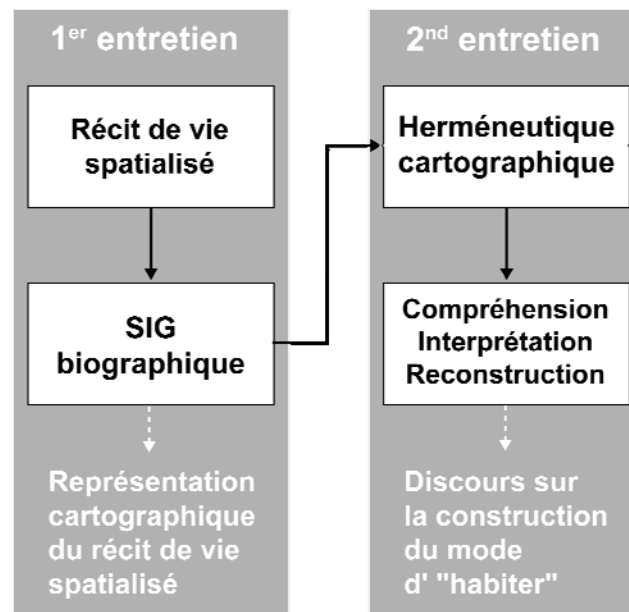 1er entretien
Récit de vie
spatialisé
SIG
biographique
Représentation
cartographique
du récit de vie
spatialisé
2nd entretien
Herméneutique
cartographique
Compréhension
Interprétation
Reconstruction
Discours sur
la construction
du mode
d' "habiter"